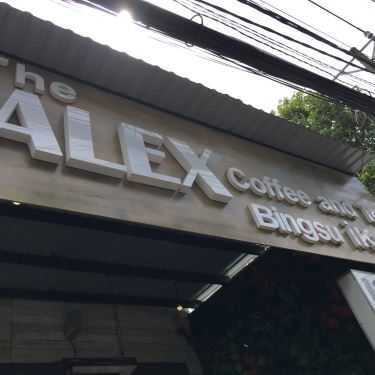 The
ALEX
Coffee and
Bingsu